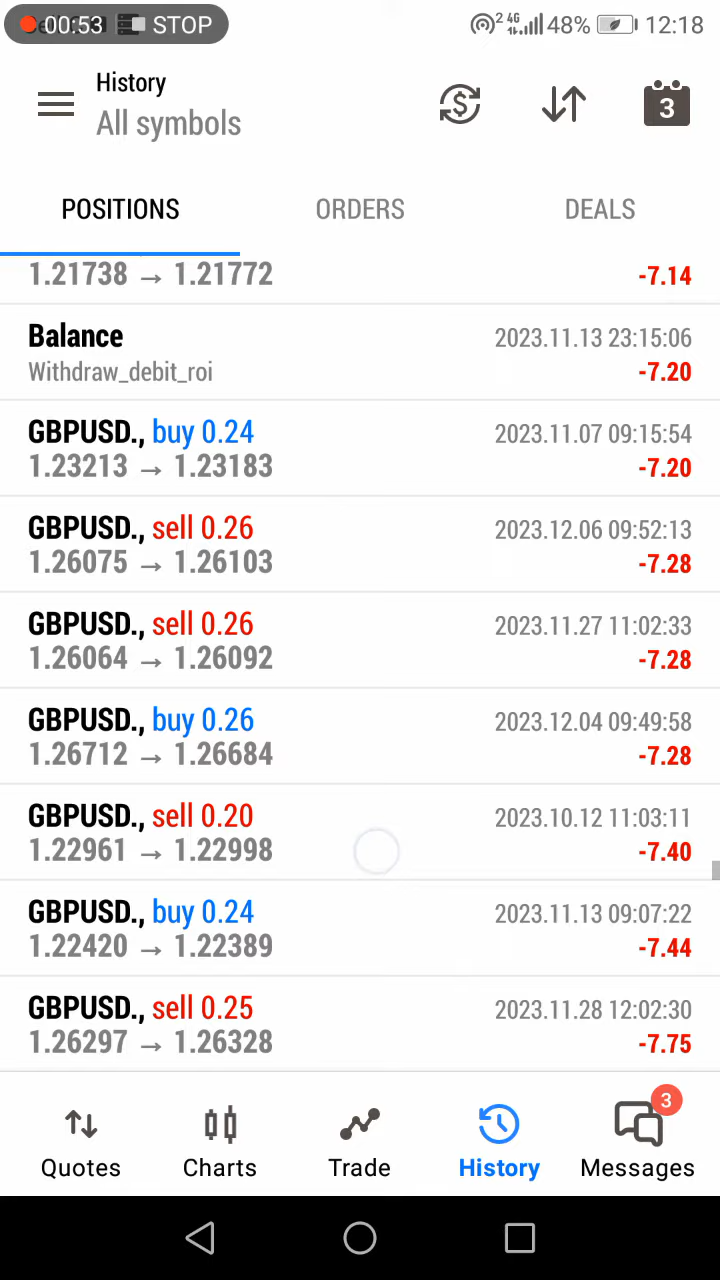 00:53 STOP 2 4G 48% 12:18
History
All symbols
$ 3
POSITIONS ORDERS DEALS
1.21738 → 1.21772 -7.14
Balance 2023.11.13 23:15:06
Withdraw_debit_roi -7.20
GBPUSD., buy 0.24 2023.11.07 09:15:54
1.23213 → 1.23183 -7.20
GBPUSD., sell 0.26 2023.12.06 09:52:13
1.26075 → 1.26103 -7.28
GBPUSD., sell 0.26 2023.11.27 11:02:33
1.26064 → 1.26092 -7.28
GBPUSD., buy 0.26 2023.12.04 09:49:58
1.26712 → 1.26684 -7.28
GBPUSD., sell 0.20 2023.10.12 11:03:11
1.22961 → 1.22998 -7.40
GBPUSD., buy 0.24 2023.11.13 09:07:22
1.22420 → 1.22389 -7.44
GBPUSD., sell 0.25 2023.11.28 12:02:30
1.26297 → 1.26328 -7.75
3
Quotes Charts Trade History Messages